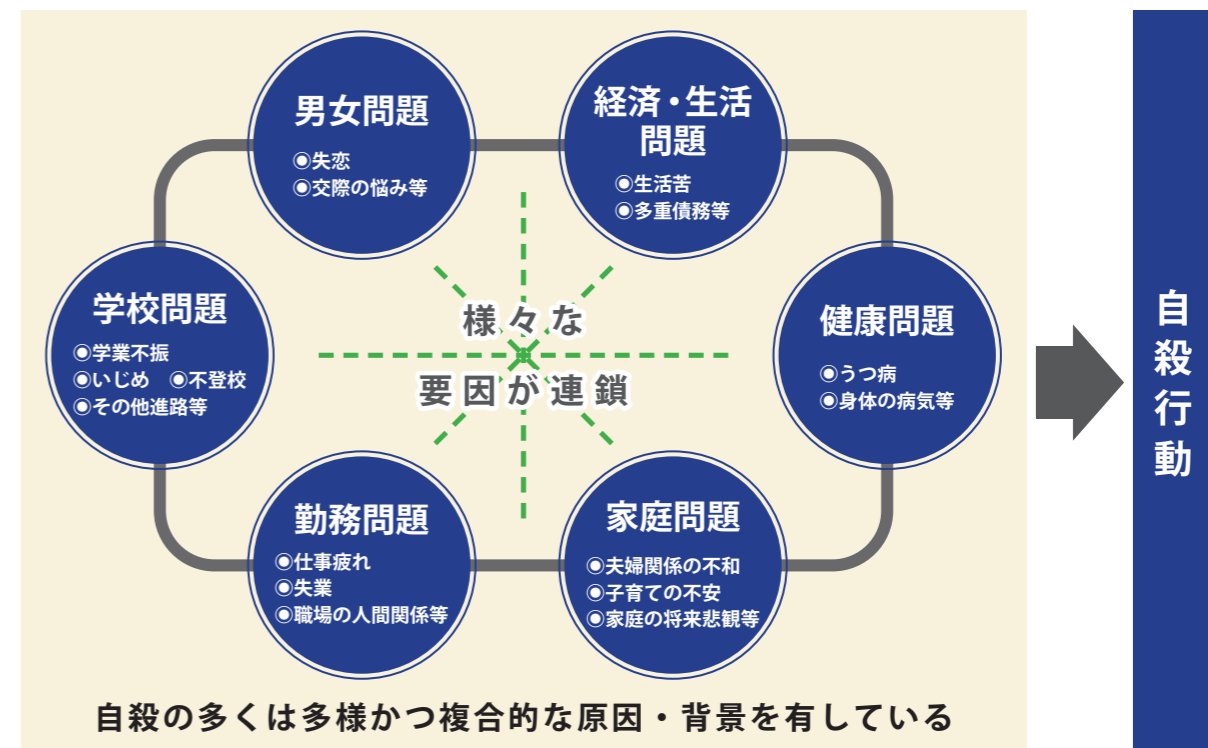 男女問題
◉失恋
◉交際の悩み等
経済・生活
問題
◉生活苦
◉多重債務等
学校問題
◉学業不振
◉いじめ ◉不登校
◉その他進路等
様々な
要因が連鎖
健康問題
◉うつ病
◉身体の病気等
勤務問題
◉仕事疲れ
◉失業
◉職場の人間関係等
家庭問題
◉夫婦関係の不和
◉子育ての不安
◉家庭の将来悲観等
自殺の多くは多様かつ複合的な原因・背景を有している
自殺行動